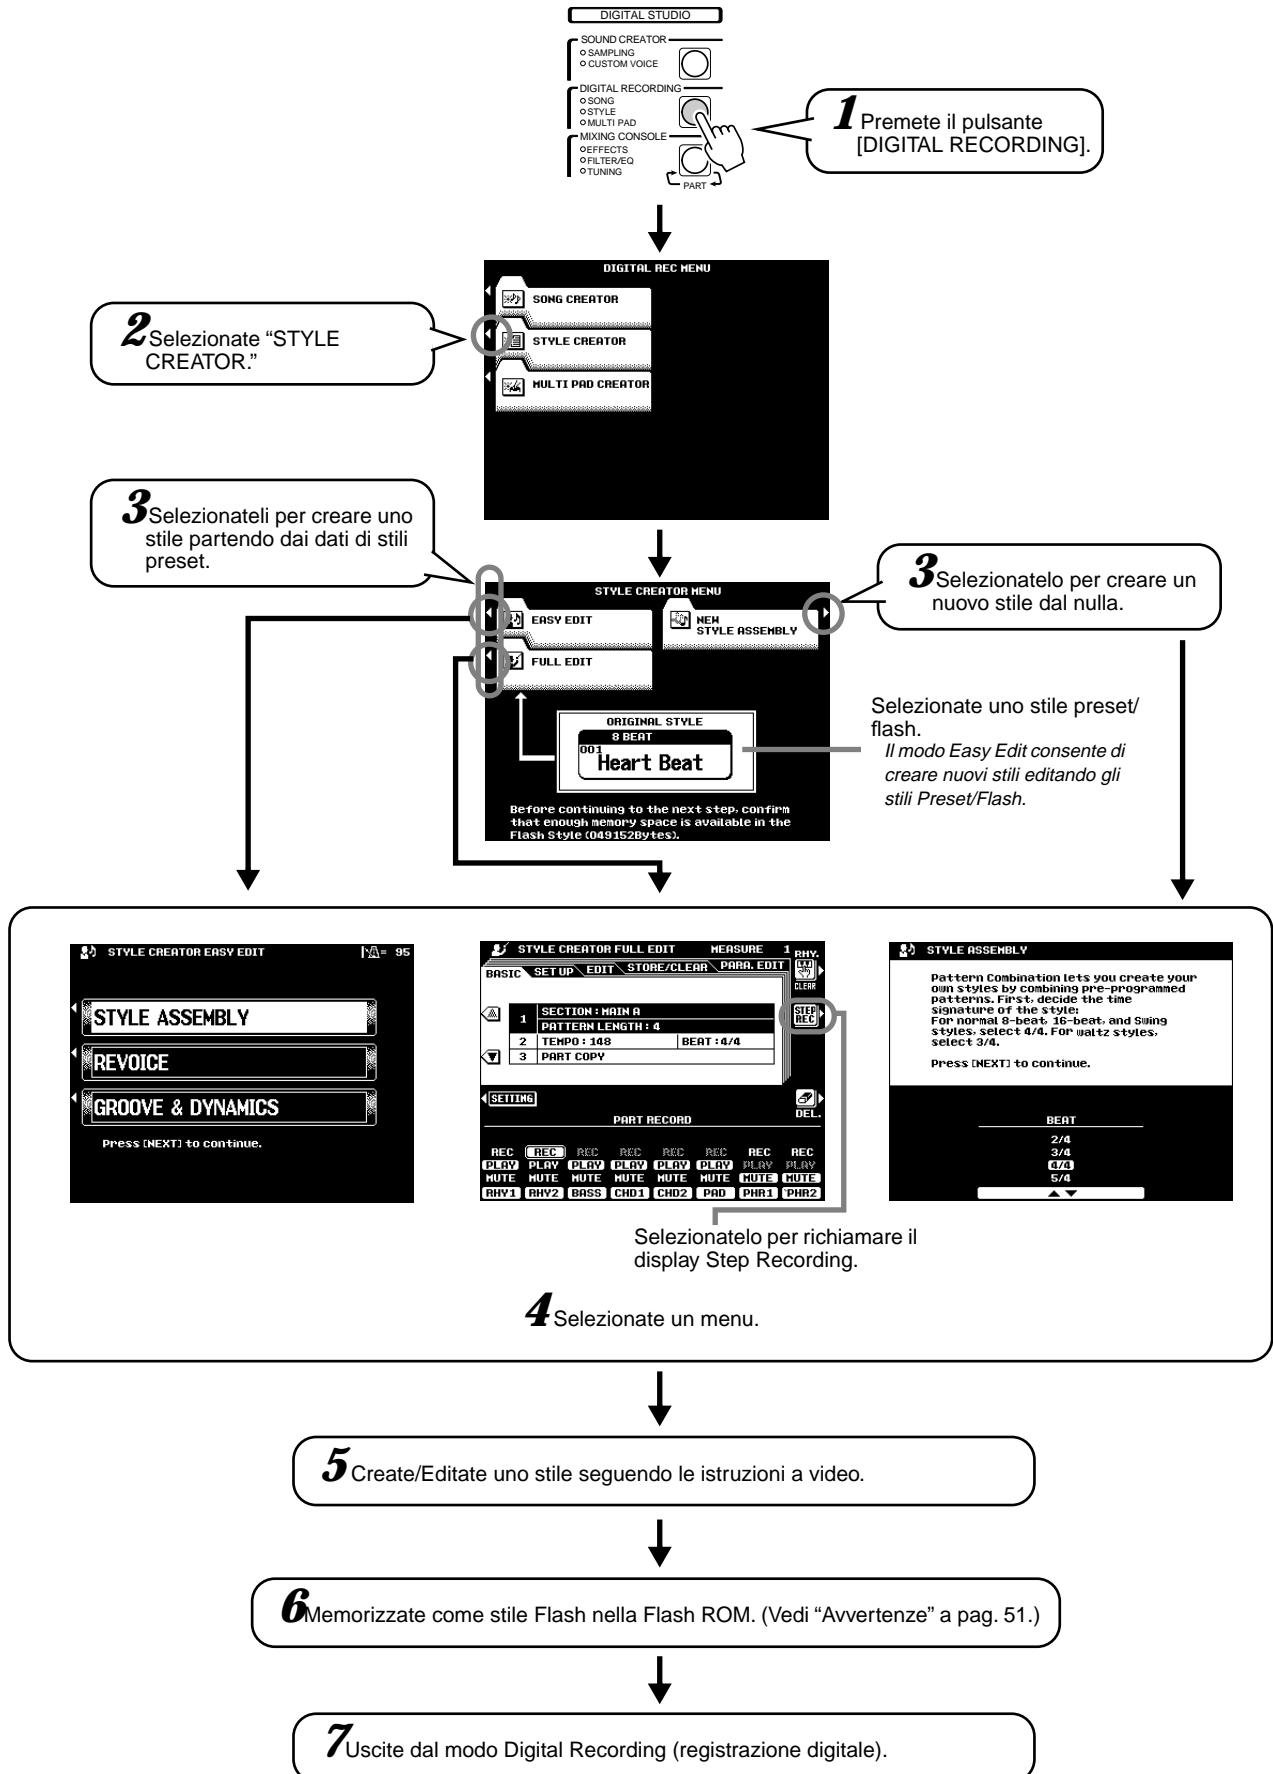 DIGITAL STUDIO
SOUND CREATOR
SAMPLING
CUSTOM VOICE
DIGITAL RECORDING
SONG
STYLE
MULTI PAD
MIXING CONSOLE
EFFECTS
FILTER/EQ
TUNING
PART
1 Premete il pulsante
[DIGITAL RECORDING].
DIGITAL REC MENU
SONG CREATOR
STYLE CREATOR
MULTI PAD CREATOR
2 Selezionate “STYLE
CREATOR.”
3 Selezionateli per creare uno
stile partendo dai dati di stili
preset.
STYLE CREATOR MENU
EASY EDIT
FULL EDIT
NEW
STYLE ASSEMBLY
3 Selezionatelo per creare un
nuovo stile dal nulla.
ORIGINAL STYLE
8 BEAT
001
Heart Beat
Before continuing to the next step, confirm
that enough memory space is available in the
Flash Style (049152Bytes).
Selezionate uno stile preset/
flash.
Il modo Easy Edit consente di
creare nuovi stili editando gli
stili Preset/Flash.
STYLE CREATOR EASY EDIT = 95
STYLE ASSEMBLY
REVOICE
GROOVE & DYNAMICS
Press [NEXT] to continue.
STYLE CREATOR FULL EDIT MEASURE 1
RHY.
CLEAR
BASIC SET UP EDIT STORE/CLEAR PARA. EDIT
STEP
REC
1 SECTION : MAIN A
PATTERN LENGTH : 4
2 TEMPO : 148 BEAT : 4/4
3 PART COPY
SETTING
DEL.
PART RECORD
REC REC REC REC REC REC REC REC
PLAY PLAY PLAY PLAY PLAY PLAY PLAY PLAY
MUTE MUTE MUTE MUTE MUTE MUTE MUTE MUTE
RHY1 RHY2 BASS CHD1 CHD2 PAD PHR1 PHR2
Selezionatelo per richiamare il
display Step Recording.
STYLE ASSEMBLY
Pattern Combination lets you create your
own styles by combining pre-programmed
patterns. First, decide the time
signature of the style:
For normal 8-beat, 16-beat, and Swing
styles, select 4/4. For waltz styles,
select 3/4.
Press [NEXT] to continue.
BEAT
2/4
3/4
4/4
5/4
4 Selezionate un menu.
5 Create/Editate uno stile seguendo le istruzioni a video.
6 Memorizzate come stile Flash nella Flash ROM. (Vedi “Avvertenze” a pag. 51.)
7 Uscite dal modo Digital Recording (registrazione digitale).